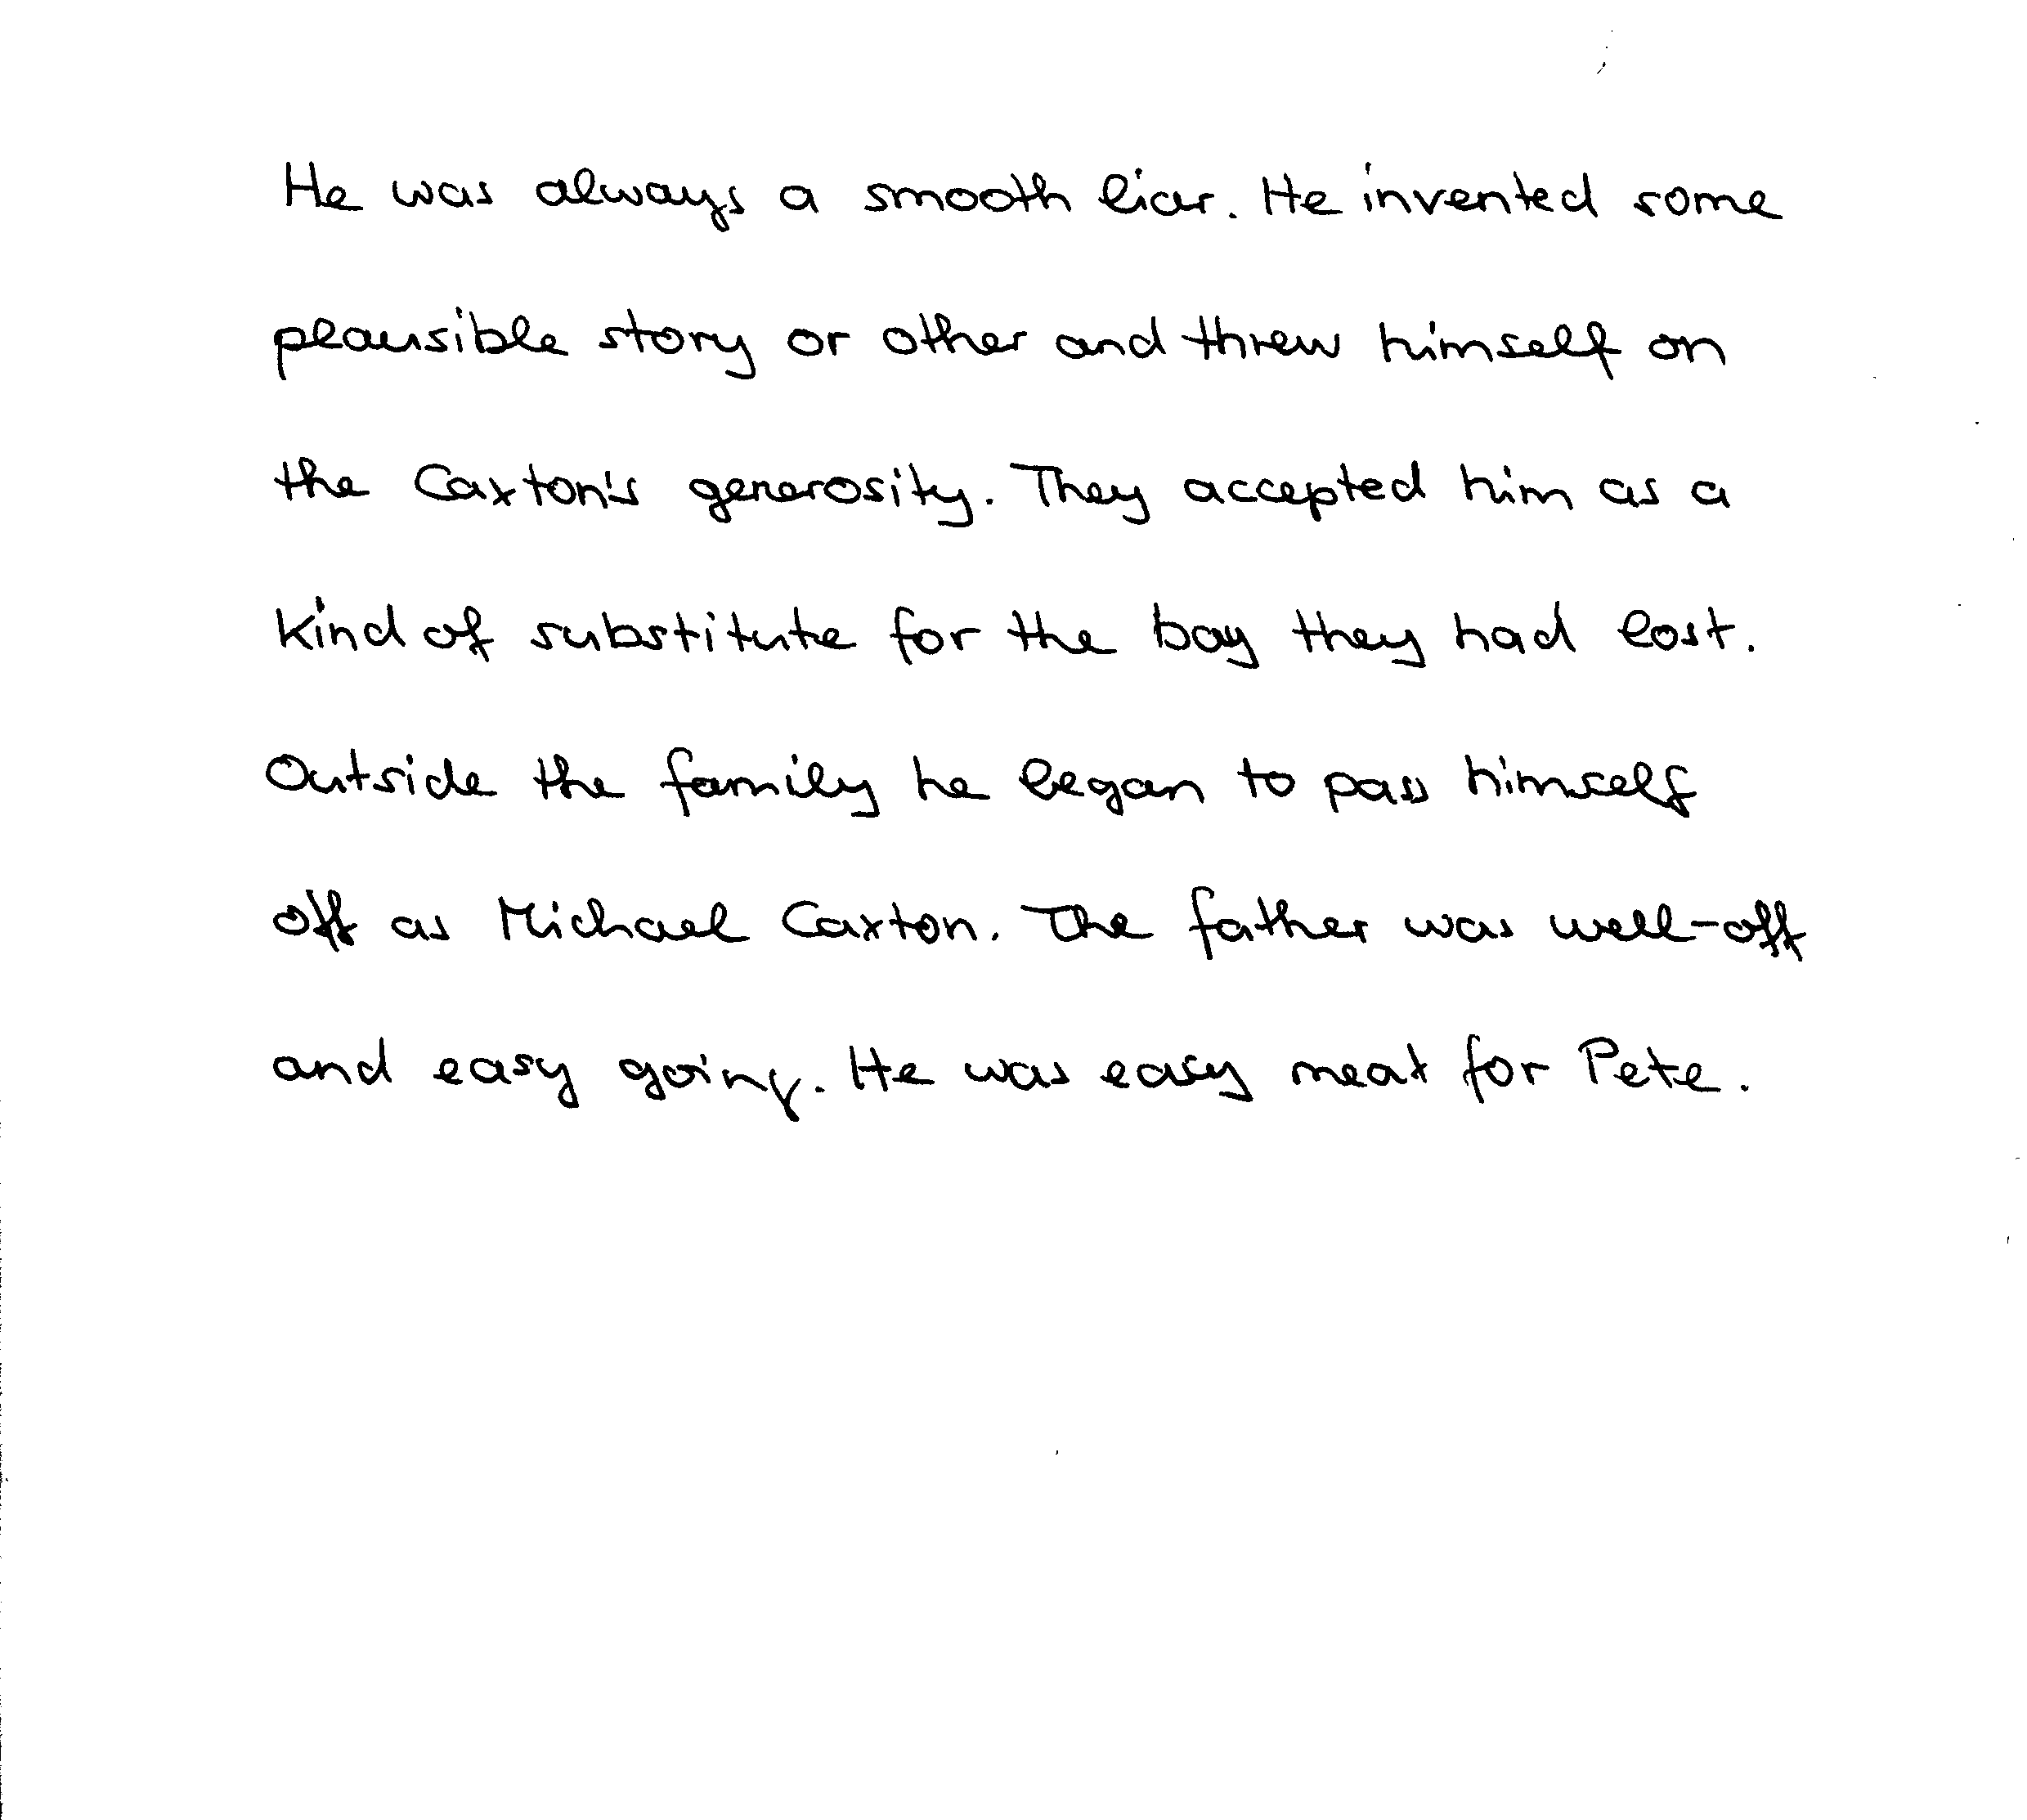 He was always a smooth liar. He invented some
plausible story or other and threw himself on
the Caxton's generosity. They accepted him as a
kind of substitute for the boy they had lost.
Outside the family he began to pass himself
off as Michael Caxton. The father was well-off
and easy going. He was easy meat for Pete.